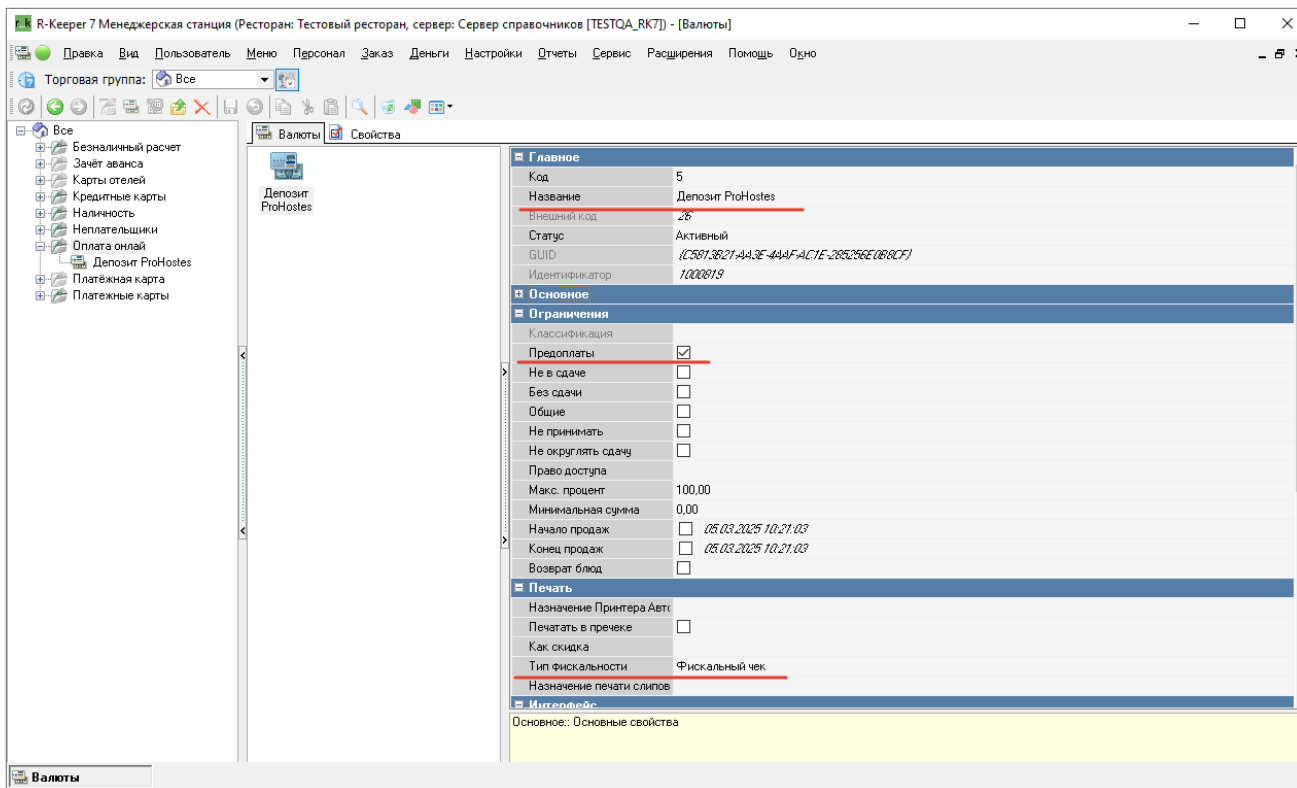 R-Keeper 7 Менеджерская станция (Ресторан: Тестовый ресторан, сервер: Сервер справочников [TESTQA_RK7]) - [Валюты]
Правка Вид Пользователь Меню Персонал Заказ Деньги Настройки Отчеты Сервис Расширения Помощь Окно
Торговая группа: Все
Все
Безналичный расчет
Зачёт аванса
Карты отелей
Кредитные карты
Наличность
Неплательщики
Оплата онлай
Депозит ProHostes
Платёжная карта
Платежные карты
Валюты Свойства
Депозит
ProHostes
Главное
Код 5
Название Депозит ProHostes
Внешний код 26
Статус Активный
GUID {C5813B21-AA3E-4AAF-AC1E-285256E0B8CF}
Идентификатор 1000819
Основное
Ограничения
Классификация
Предоплаты
Не в сдаче
Без сдачи
Общие
Не принимать
Не округлять сдачу
Право доступа
Макс. процент 100,00
Минимальная сумма 0,00
Начало продаж 05.03.2025 10:21:03
Конец продаж 05.03.2025 10:21:03
Возврат блюд
Печать
Назначение Принтера Авто
Печатать в пречеке
Как скидка
Тип фискальности Фискальный чек
Назначение печати слипов
Интерфейс
Основное:: Основные свойства
Валюты